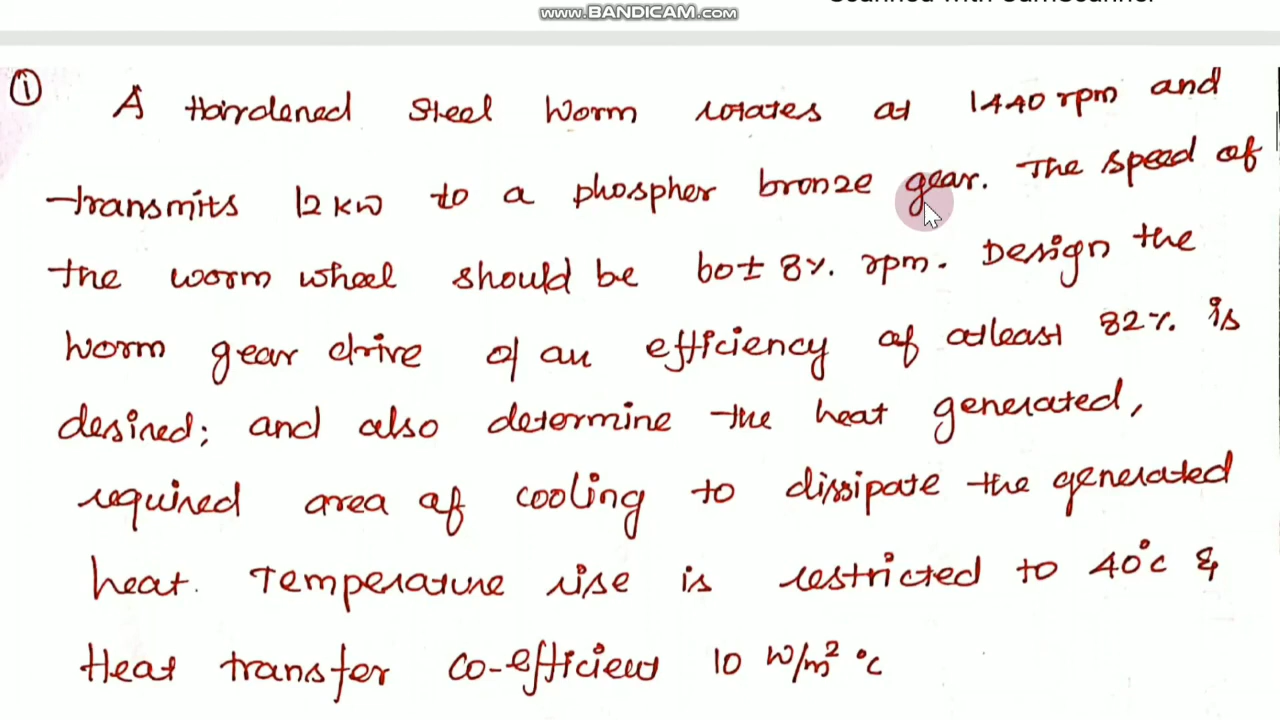 WWW.BANDICAM.COM
Scanned with CamScanner
① A Hardened Steel Worm rotates at 1440 rpm and
transmits 12 kw to a phospher bronze gear. The speed of
the worm wheel should be 60± 8%. rpm. Design the
worm gear drive of an efficiency of atleast 82%. is
desired; and also determine the heat generated,
required area of cooling to dissipate the generated
heat. Temperature rise is restricted to 40°c &
Heat transfer co-efficient 10 w/m² °c